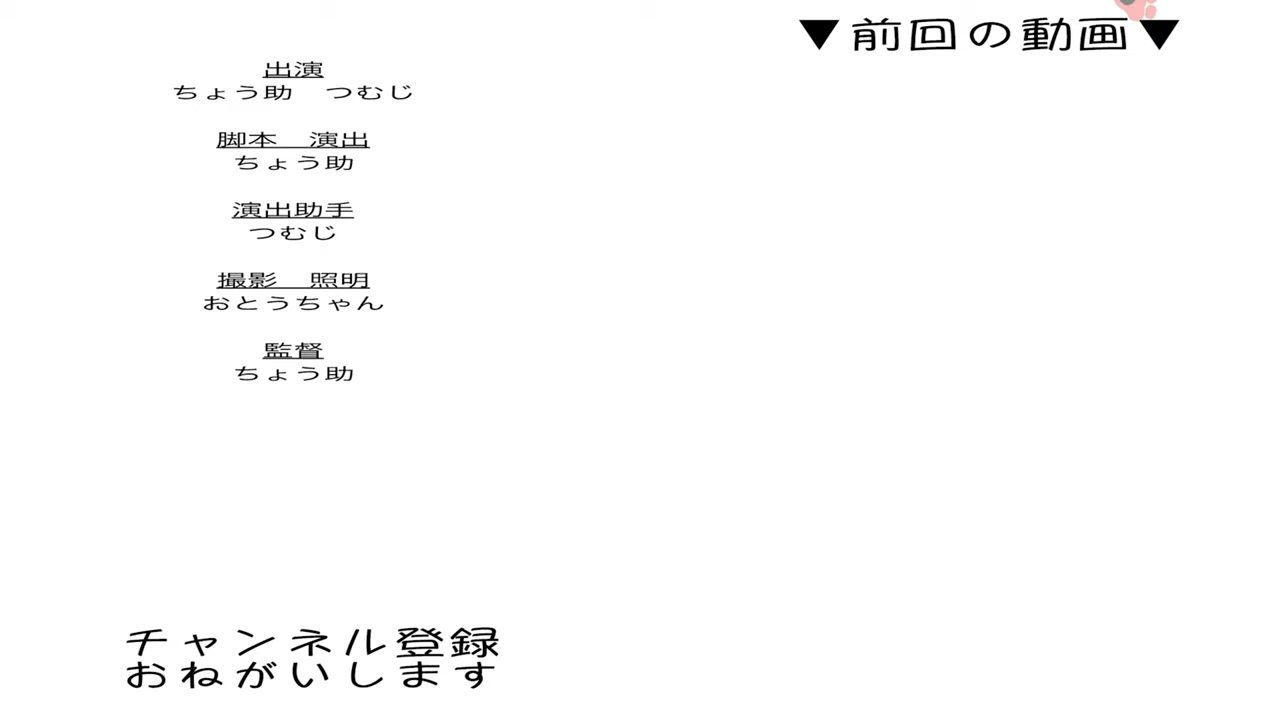 ▼前回の動画▼
出演
ちょう助　つむじ
脚本　演出
ちょう助
演出助手
つむじ
撮影　照明
おとうちゃん
監督
ちょう助
チャンネル登録
おねがいします